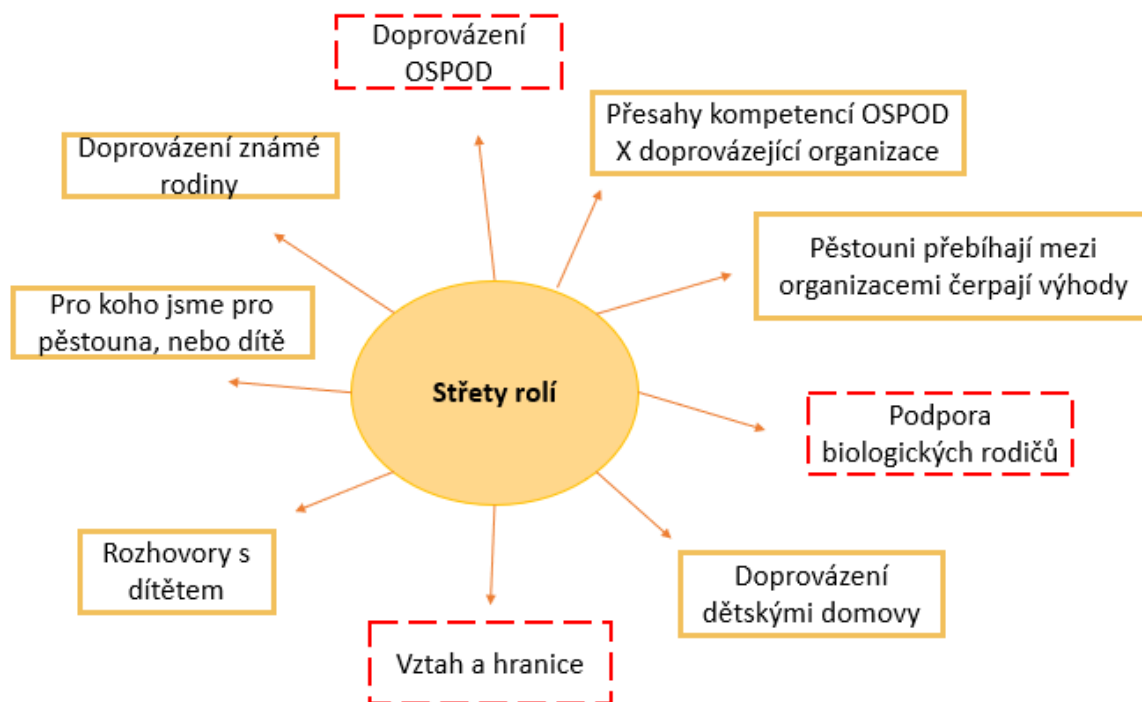 Doprovázení
OSPOD
Přesahy kompetencí OSPOD
X doprovázející organizace
Doprovázení známé
rodiny
Pěstouni přebíhají mezi
organizacemi čerpají výhody
Pro koho jsme pro
pěstouna, nebo dítě
Střety rolí
Podpora
biologických rodičů
Rozhovory s
dítětem
Doprovázení
dětskými domovy
Vztah a hranice